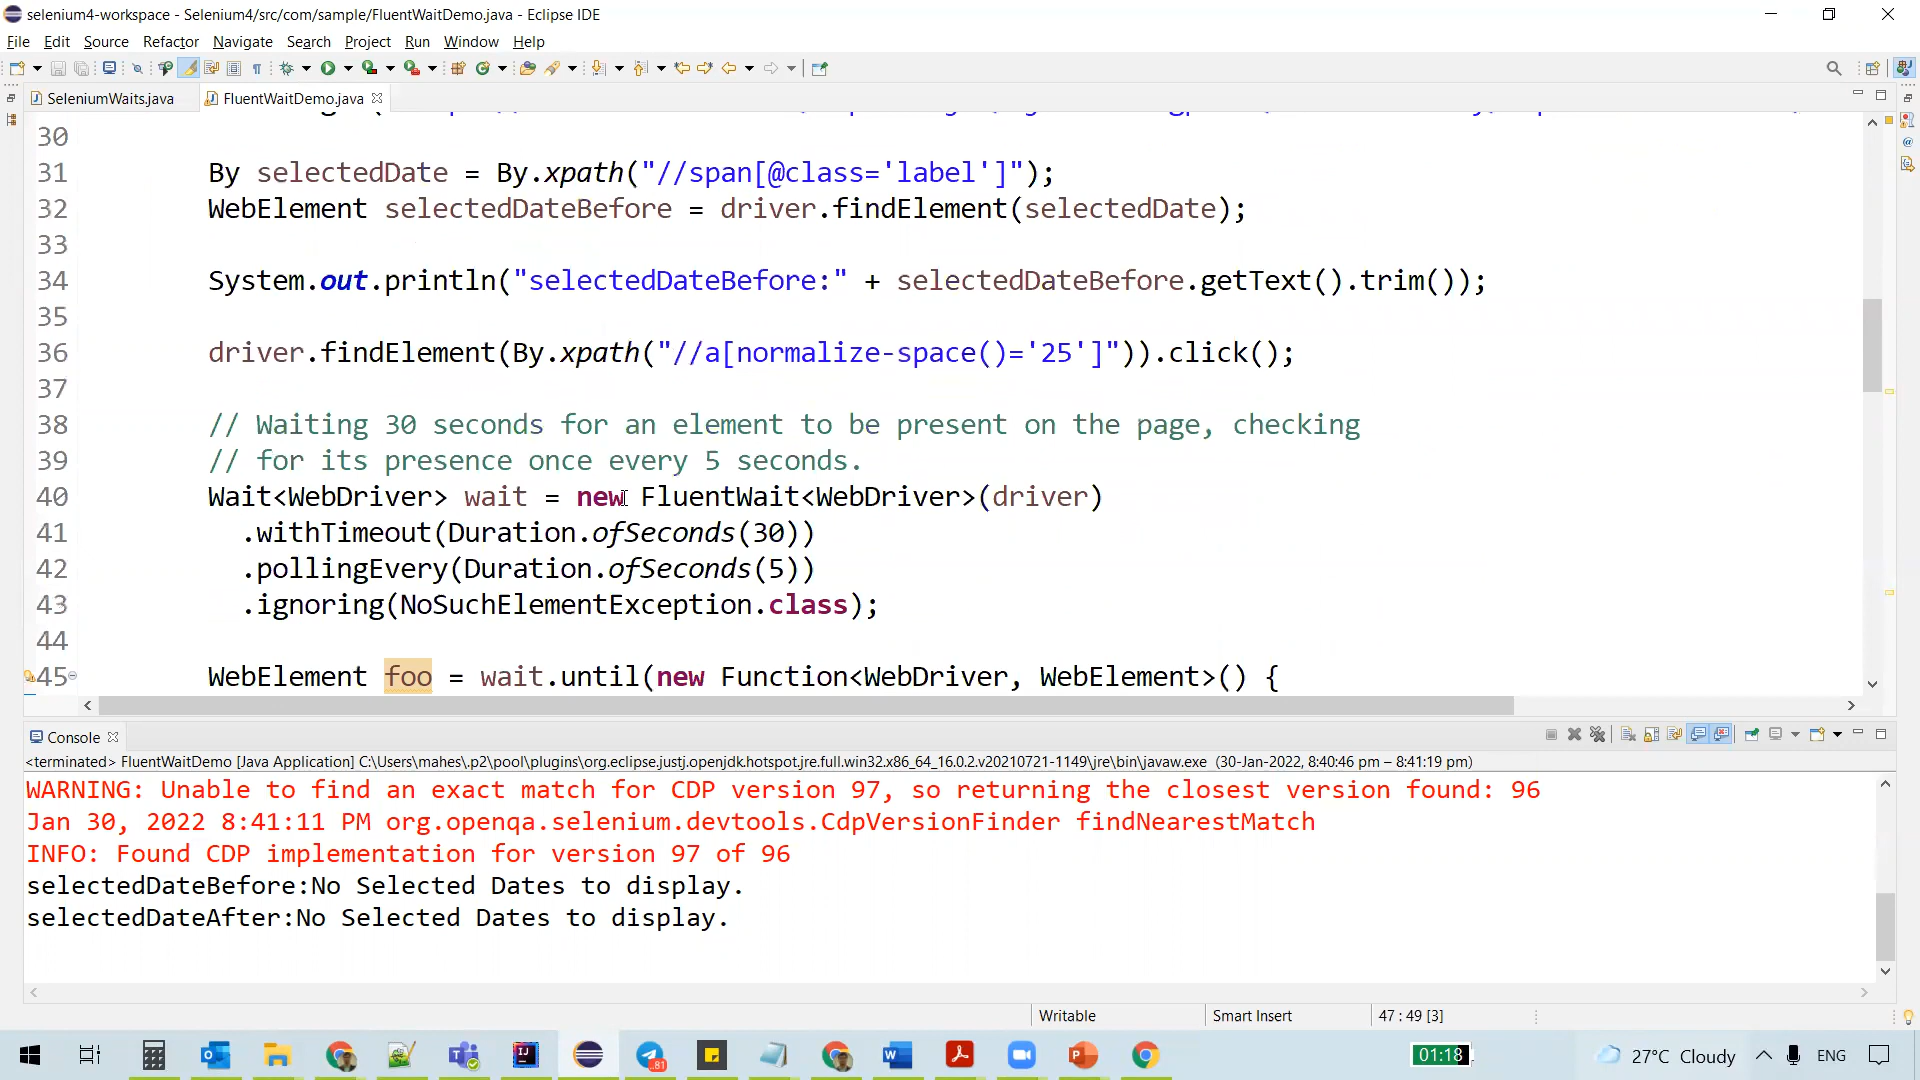 selenium4-workspace - Selenium4/src/com/sample/FluentWaitDemo.java - Eclipse IDE
File Edit Source Refactor Navigate Search Project Run Window Help
SeleniumWaits.java FluentWaitDemo.java
30
31 By selectedDate = By.xpath("//span[@class='label']");
32 WebElement selectedDateBefore = driver.findElement(selectedDate);
33
34 System.out.println("selectedDateBefore:" + selectedDateBefore.getText().trim());
35
36 driver.findElement(By.xpath("//a[normalize-space()='25']")).click();
37
38 // Waiting 30 seconds for an element to be present on the page, checking
39 // for its presence once every 5 seconds.
40 Wait<WebDriver> wait = new FluentWait<WebDriver>(driver)
41 .withTimeout(Duration.ofSeconds(30))
42 .pollingEvery(Duration.ofSeconds(5))
43 .ignoring(NoSuchElementException.class);
44
45 WebElement foo = wait.until(new Function<WebDriver, WebElement>() {
Console
<terminated> FluentWaitDemo [Java Application] C:\Users\mahes\.p2\pool\plugins\org.eclipse.justj.openjdk.hotspot.jre.full.win32.x86_64_16.0.2.v20210721-1149\jre\bin\javaw.exe (30-Jan-2022, 8:40:46 pm – 8:41:19 pm)
WARNING: Unable to find an exact match for CDP version 97, so returning the closest version found: 96
Jan 30, 2022 8:41:11 PM org.openqa.selenium.devtools.CdpVersionFinder findNearestMatch
INFO: Found CDP implementation for version 97 of 96
selectedDateBefore:No Selected Dates to display.
selectedDateAfter:No Selected Dates to display.
Writable Smart Insert 47 : 49 [3]
81 01:18 27°C Cloudy ENG